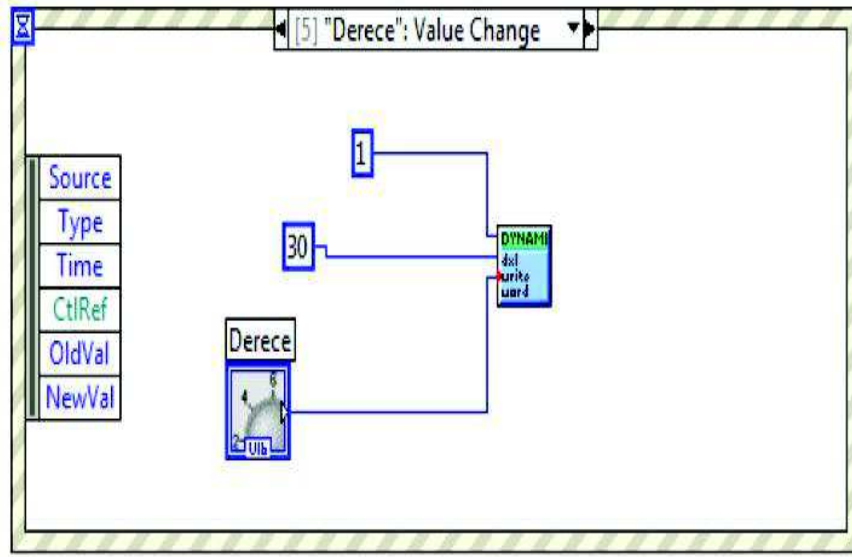 [5] "Derece": Value Change
1
Source
Type
Time
CtlRef
OldVal
NewVal
30
DYNAMI
dxl
write
word
Derece
2
4
6
U16